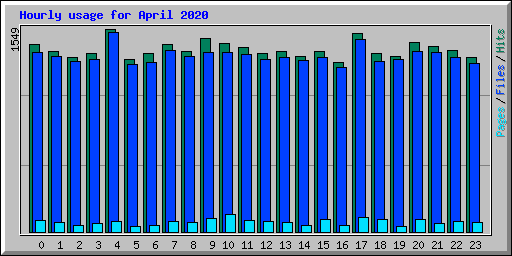 Hourly usage for April 2020
1549
Pages/Files/Hits
0 1 2 3 4 5 6 7 8 9 10 11 12 13 14 15 16 17 18 19 20 21 22 23